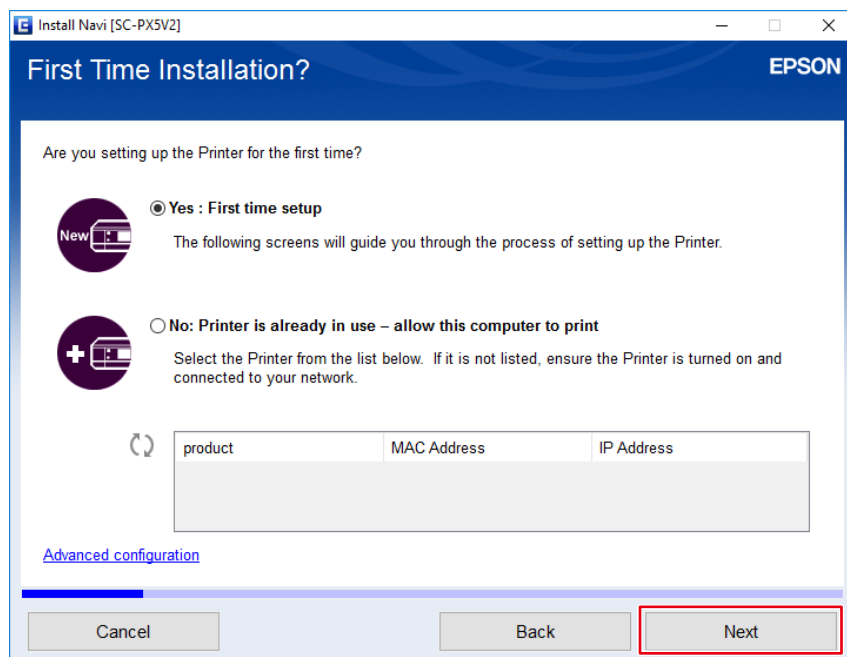 Install Navi [SC-PX5V2]
First Time Installation?
EPSON
Are you setting up the Printer for the first time?
New
Yes : First time setup
The following screens will guide you through the process of setting up the Printer.
No: Printer is already in use – allow this computer to print
Select the Printer from the list below. If it is not listed, ensure the Printer is turned on and
connected to your network.
product MAC Address IP Address
Advanced configuration
Cancel Back Next